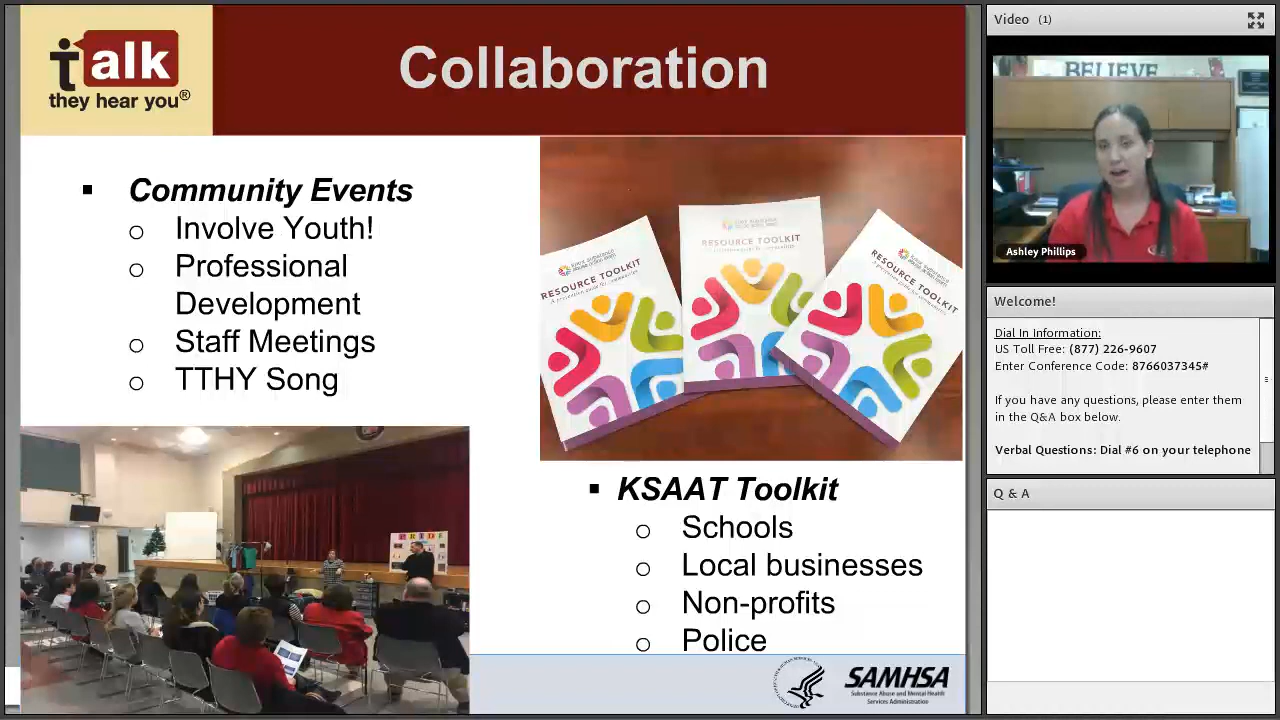 talk
they hear you®
Collaboration
▪ Community Events
o Involve Youth!
o Professional
Development
o Staff Meetings
o TTHY Song
RESOURCE TOOLKIT
RESOURCE TOOLKIT
RESOURCE TOOLKIT
PRIDE
▪ KSAAT Toolkit
o Schools
o Local businesses
o Non-profits
o Police
SAMHSA
Substance Abuse and Mental Health
Services Administration
Video (1)
BELIEVE
Ashley Phillips
Welcome!
Dial In Information:
US Toll Free: (877) 226-9607
Enter Conference Code: 8766037345#
If you have any questions, please enter them
in the Q&A box below.
Verbal Questions: Dial #6 on your telephone
Q & A